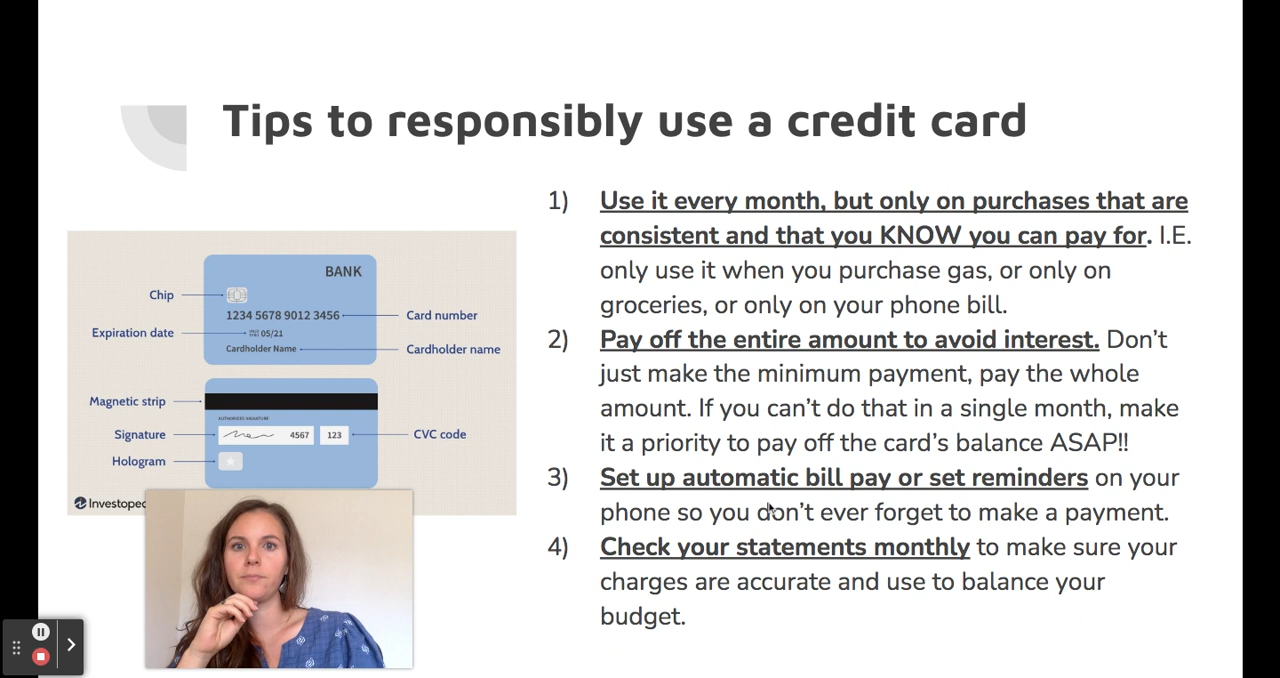 Tips to responsibly use a credit card
BANK
Chip
1234 5678 9012 3456
Card number
Expiration date
05/21
Cardholder Name
Cardholder name
Magnetic strip
AUTHORIZED SIGNATURE
Signature
4567
123
CVC code
Hologram
Investoped
1) Use it every month, but only on purchases that are
consistent and that you KNOW you can pay for. I.E.
only use it when you purchase gas, or only on
groceries, or only on your phone bill.
2) Pay off the entire amount to avoid interest. Don’t
just make the minimum payment, pay the whole
amount. If you can’t do that in a single month, make
it a priority to pay off the card’s balance ASAP!!
3) Set up automatic bill pay or set reminders on your
phone so you don’t ever forget to make a payment.
4) Check your statements monthly to make sure your
charges are accurate and use to balance your
budget.